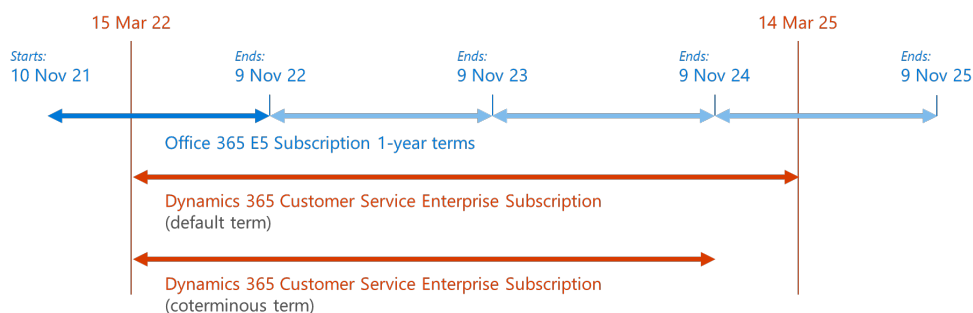 15 Mar 22
14 Mar 25
Starts:
10 Nov 21
Ends:
9 Nov 22
Ends:
9 Nov 23
Ends:
9 Nov 24
Ends:
9 Nov 25
Office 365 E5 Subscription 1-year terms
Dynamics 365 Customer Service Enterprise Subscription
(default term)
Dynamics 365 Customer Service Enterprise Subscription
(coterminous term)